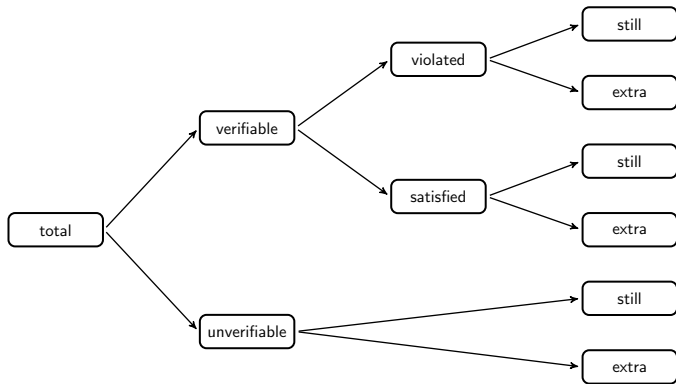 still
violated
extra
verifiable
still
satisfied
extra
total
still
unverifiable
extra